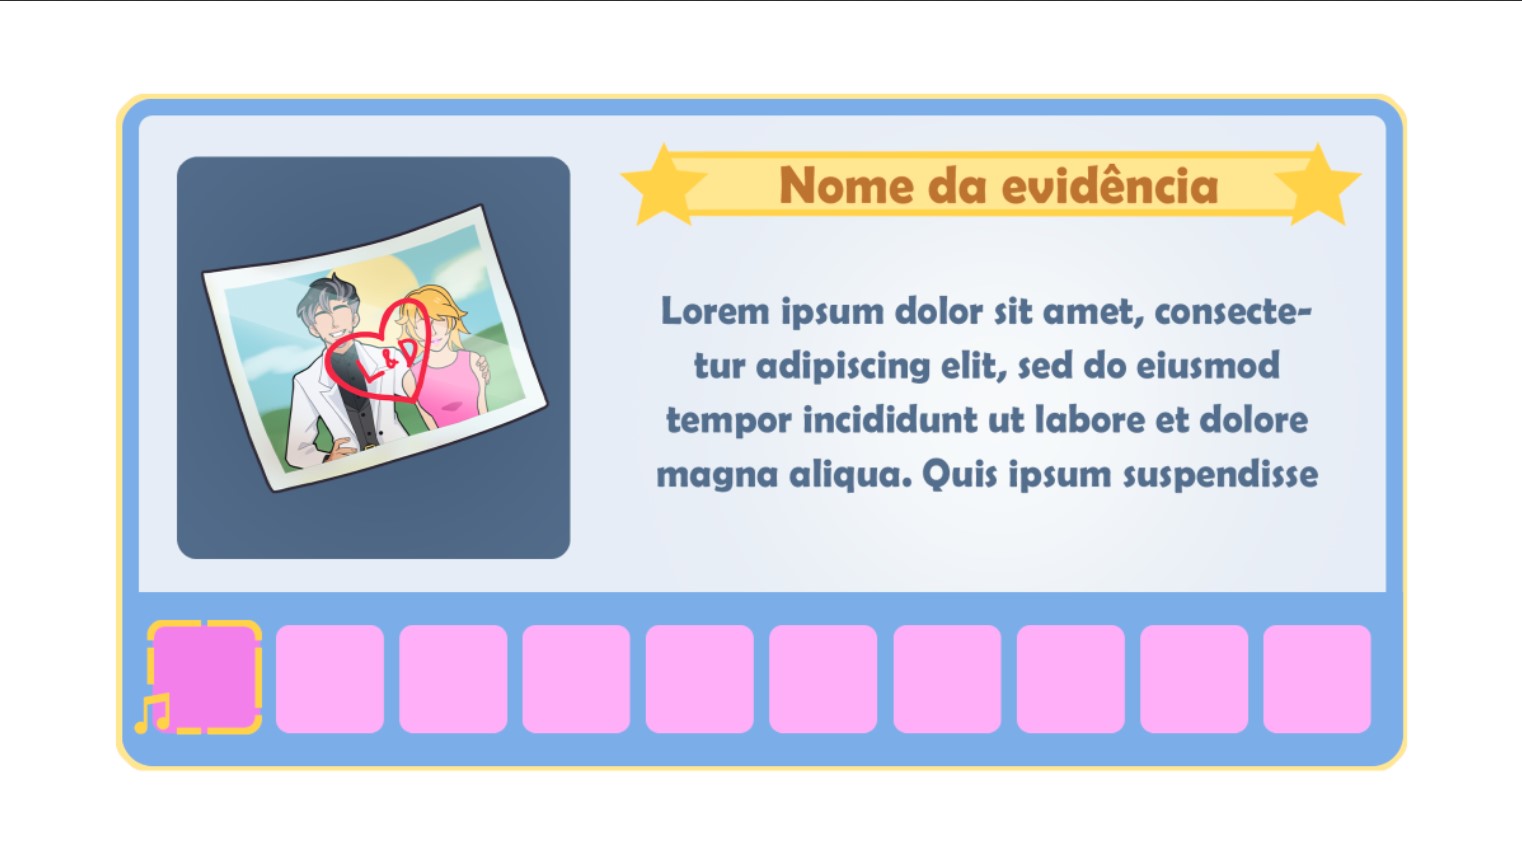 Nome da evidência
L & D
Lorem ipsum dolor sit amet, consecte-
tur adipiscing elit, sed do eiusmod
tempor incididunt ut labore et dolore
magna aliqua. Quis ipsum suspendisse